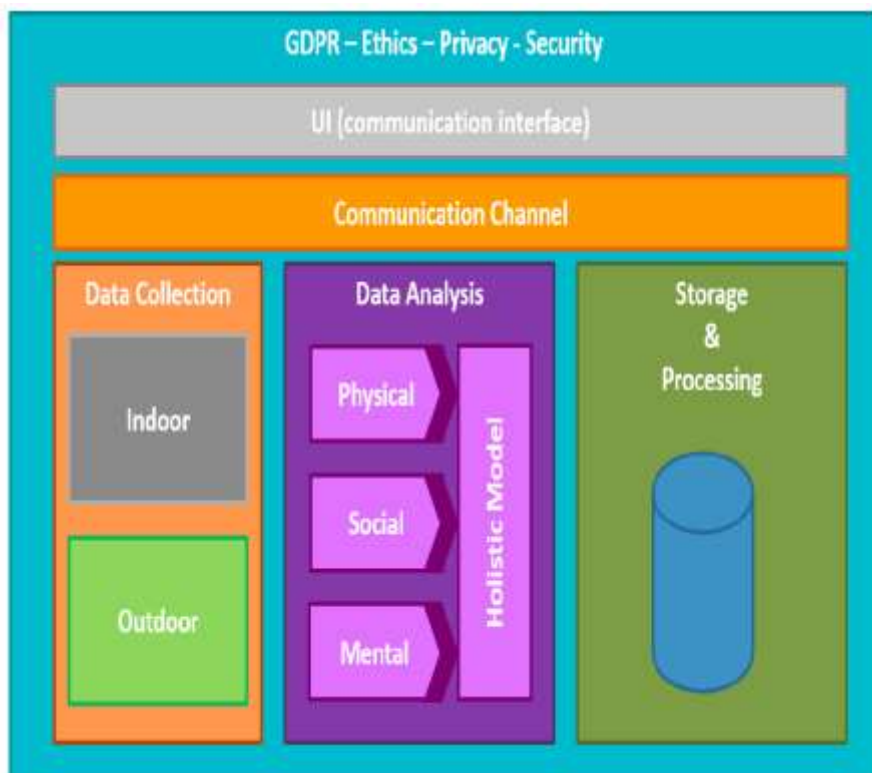 GDPR – Ethics – Privacy - Security
UI (communication interface)
Communication Channel
Data Collection
Indoor
Outdoor
Data Analysis
Physical
Social
Mental
Holistic Model
Storage
&
Processing